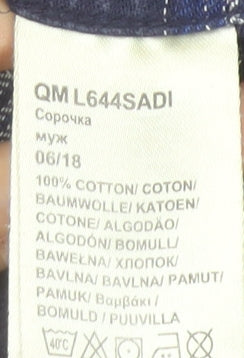 QM L644SADI
Сорочка
муж
06/18
100% COTTON/ COTON/
BAUMWOLLE/ KATOEN/
COTONE/ ALGODÃO/
ALGODÓN/ BOMULL/
BAWEŁNA/ ХЛОПОК/
BAVLNA/ BAVLNA/ PAMUT/
PAMUK/ Βαμβάκι /
BOMULD / PUUVILLA
40°C